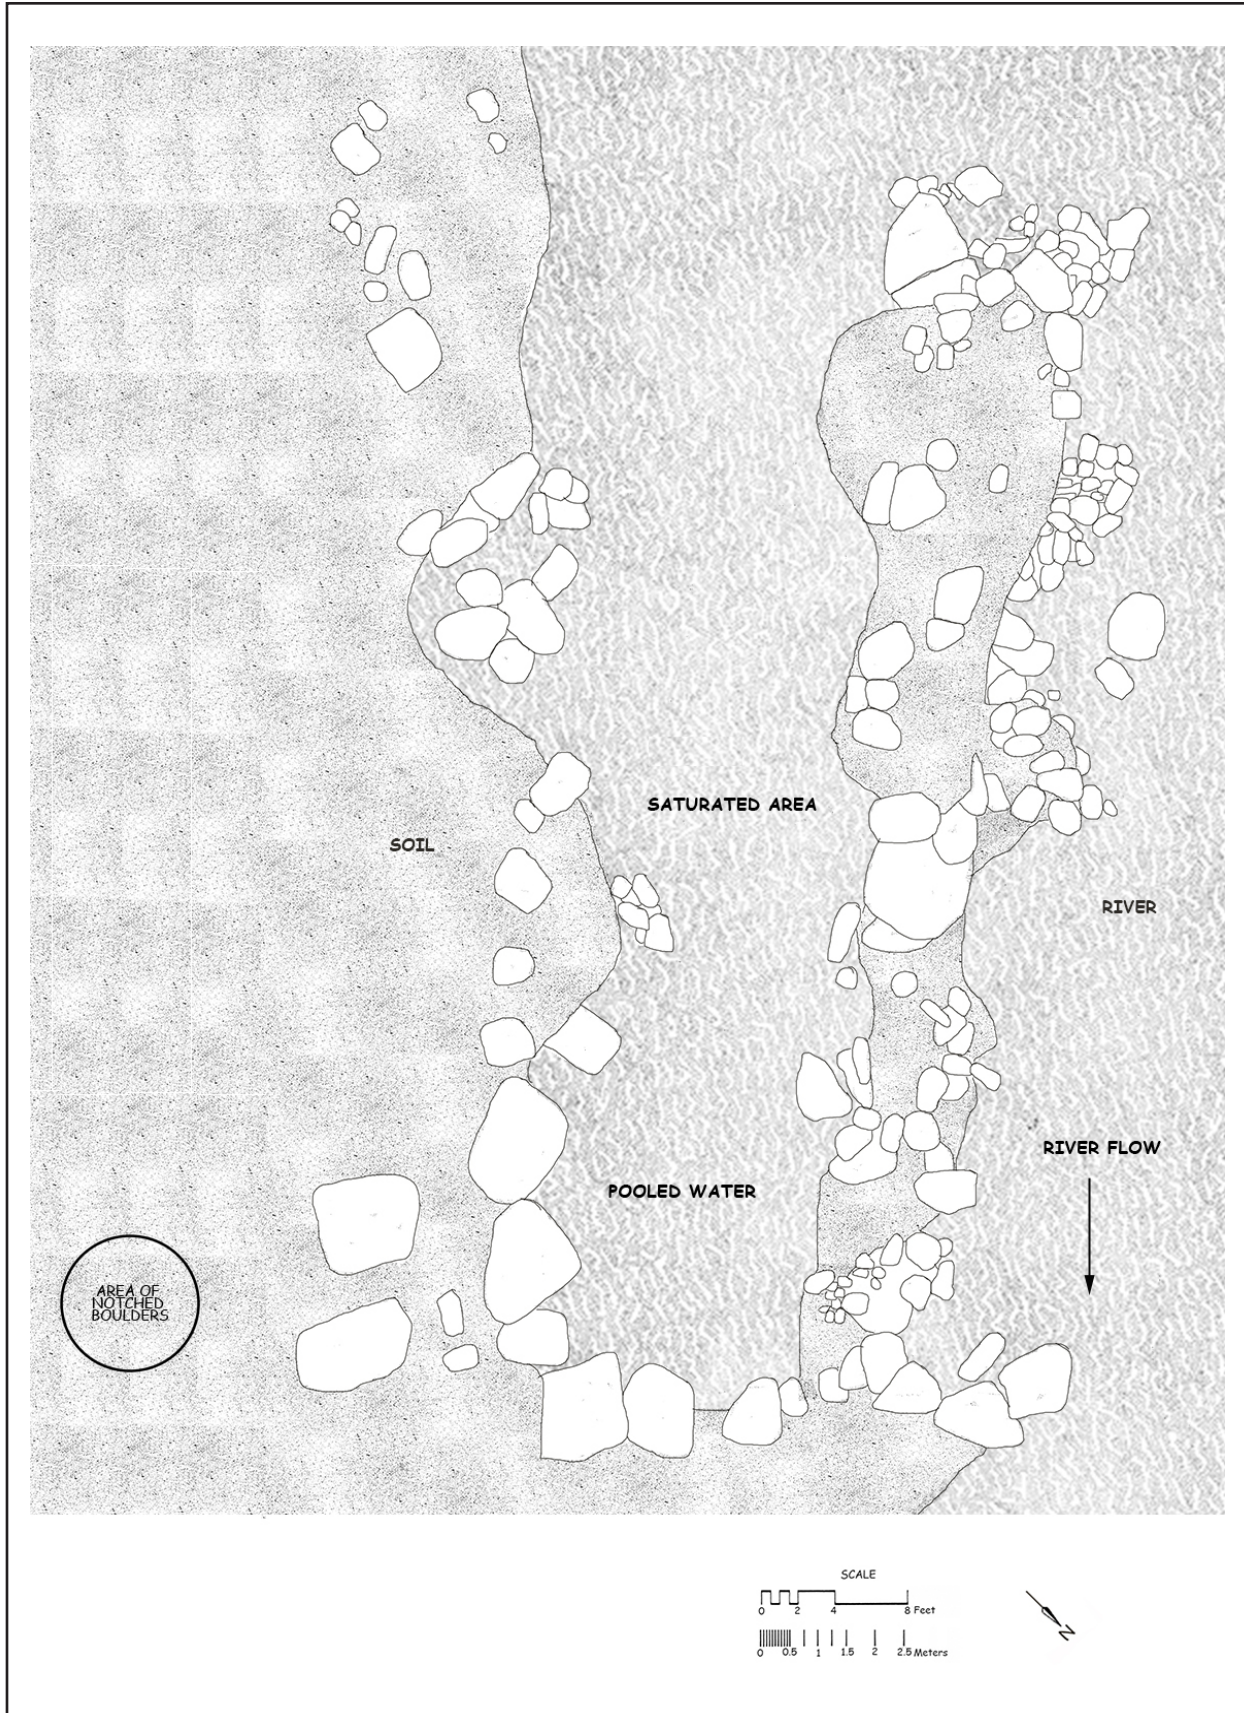 SATURATED AREA
SOIL
RIVER
RIVER FLOW
POOLED WATER
AREA OF
NOTCHED
BOULDERS
SCALE
0 2 4 8 Feet
0 0.5 1 1.5 2 2.5 Meters
N